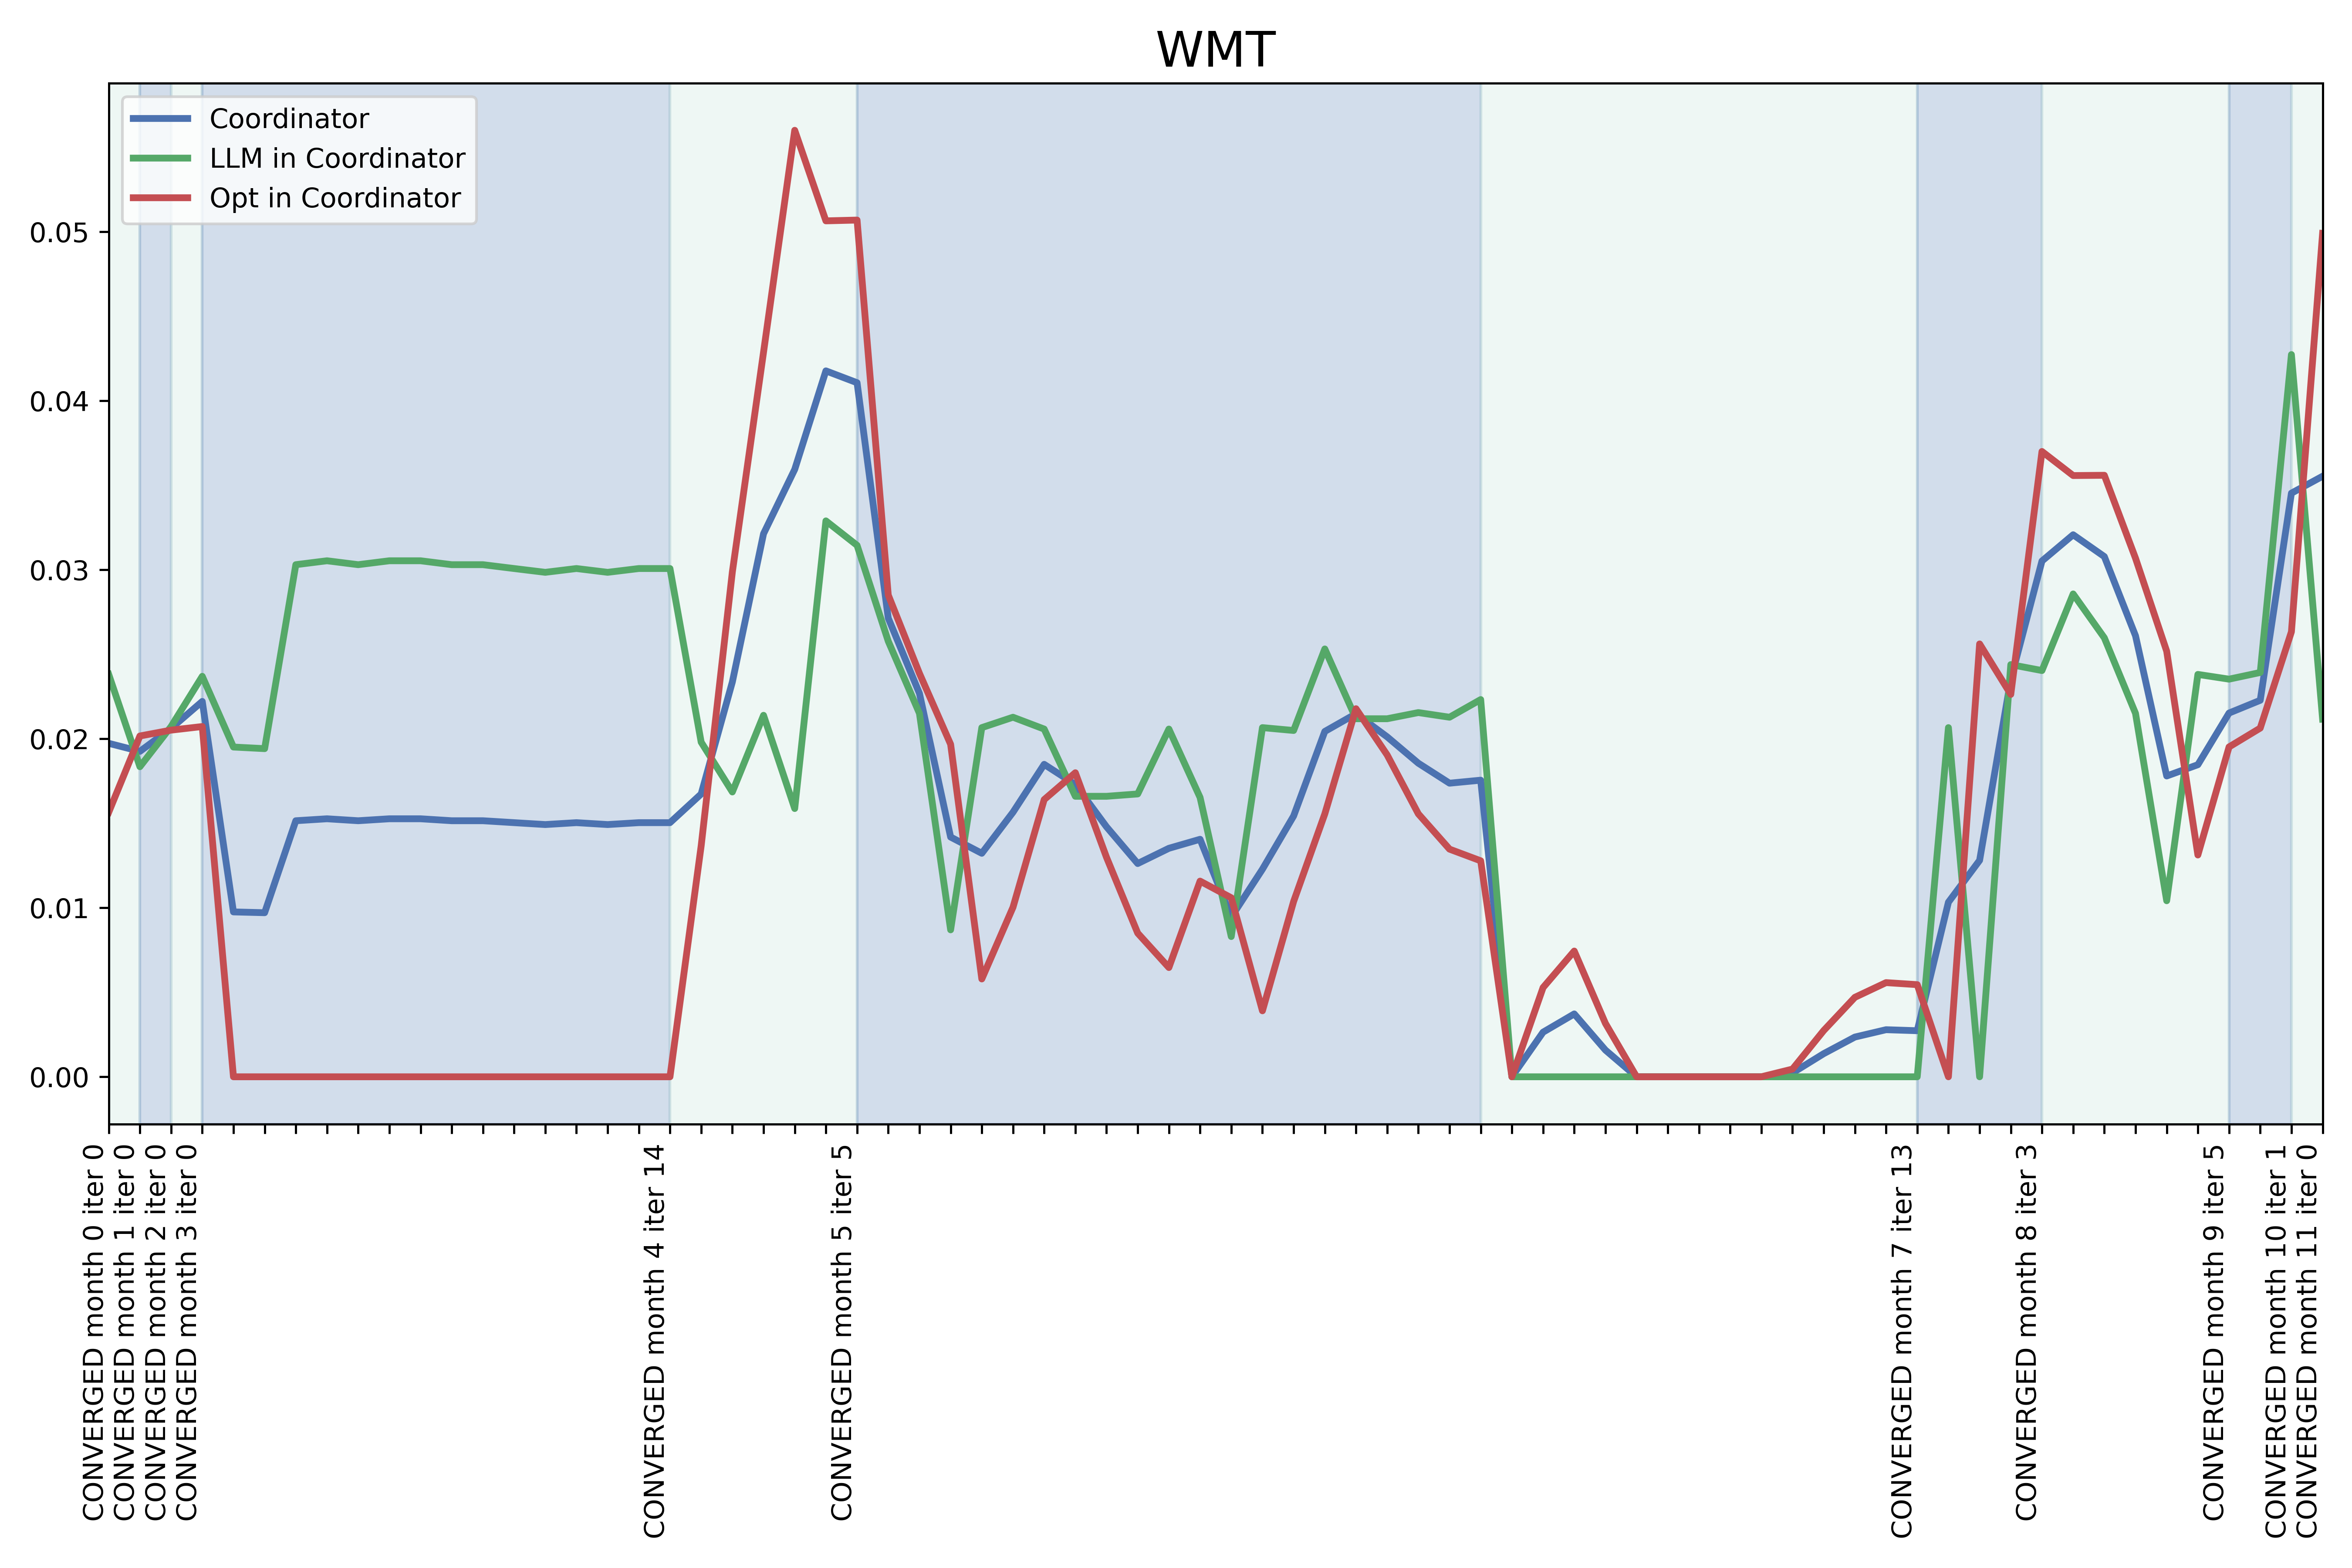 WMT
Coordinator
LLM in Coordinator
Opt in Coordinator
0.05
0.04
0.03
0.02
0.01
0.00
CONVERGED month 0 iter 0
CONVERGED month 1 iter 0
CONVERGED month 2 iter 0
CONVERGED month 3 iter 0
CONVERGED month 4 iter 14
CONVERGED month 5 iter 5
CONVERGED month 7 iter 13
CONVERGED month 8 iter 3
CONVERGED month 9 iter 5
CONVERGED month 10 iter 1
CONVERGED month 11 iter 0